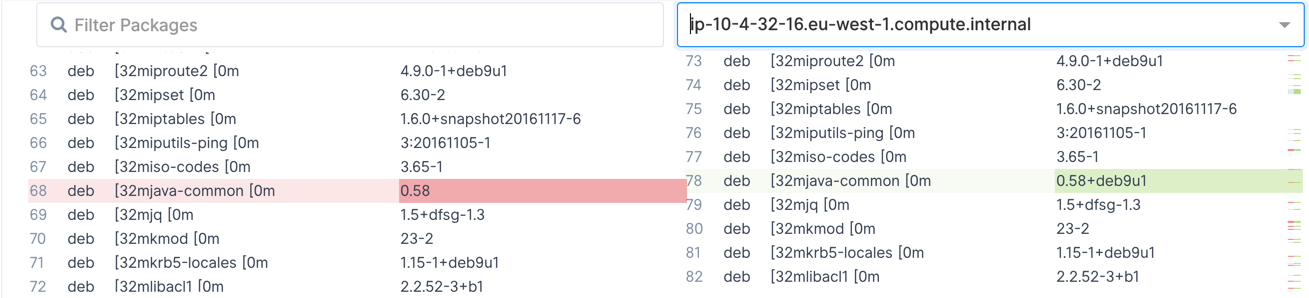 Filter Packages
ip-10-4-32-16.eu-west-1.compute.internal
63 deb [32miproute2 [0m 4.9.0-1+deb9u1
64 deb [32mipset [0m 6.30-2
65 deb [32miptables [0m 1.6.0+snapshot20161117-6
66 deb [32miputils-ping [0m 3:20161105-1
67 deb [32miso-codes [0m 3.65-1
68 deb [32mjava-common [0m 0.58
69 deb [32mjq [0m 1.5+dfsg-1.3
70 deb [32mkmod [0m 23-2
71 deb [32mkrb5-locales [0m 1.15-1+deb9u1
72 deb [32mlibacl1 [0m 2.2.52-3+b1
73 deb [32miproute2 [0m 4.9.0-1+deb9u1
74 deb [32mipset [0m 6.30-2
75 deb [32miptables [0m 1.6.0+snapshot20161117-6
76 deb [32miputils-ping [0m 3:20161105-1
77 deb [32miso-codes [0m 3.65-1
78 deb [32mjava-common [0m 0.58+deb9u1
79 deb [32mjq [0m 1.5+dfsg-1.3
80 deb [32mkmod [0m 23-2
81 deb [32mkrb5-locales [0m 1.15-1+deb9u1
82 deb [32mlibacl1 [0m 2.2.52-3+b1